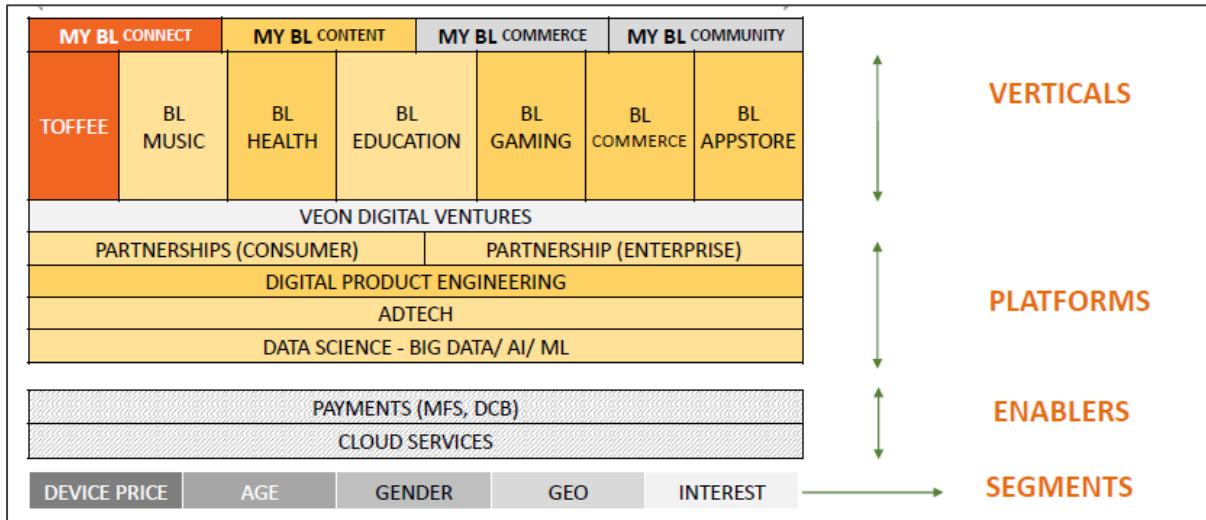 MY BL CONNECT MY BL CONTENT MY BL COMMERCE MY BL COMMUNITY
TOFFEE
BL
MUSIC
BL
HEALTH
BL
EDUCATION
BL
GAMING
BL
COMMERCE
BL
APPSTORE
VERTICALS
VEON DIGITAL VENTURES
PARTNERSHIPS (CONSUMER) PARTNERSHIP (ENTERPRISE)
DIGITAL PRODUCT ENGINEERING
ADTECH
DATA SCIENCE - BIG DATA/ AI/ ML
PLATFORMS
PAYMENTS (MFS, DCB)
CLOUD SERVICES
ENABLERS
DEVICE PRICE AGE GENDER GEO INTEREST
SEGMENTS